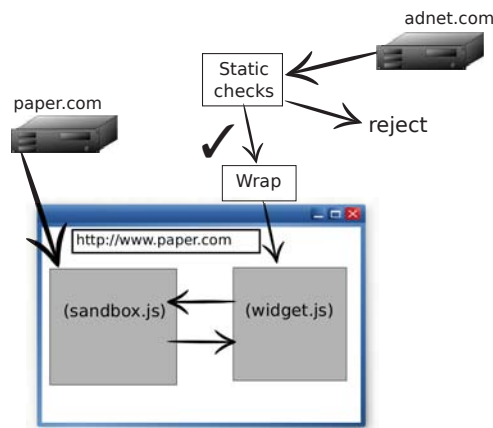 adnet.com
Static
checks
reject
paper.com
Wrap
http://www.paper.com
(sandbox.js)
(widget.js)